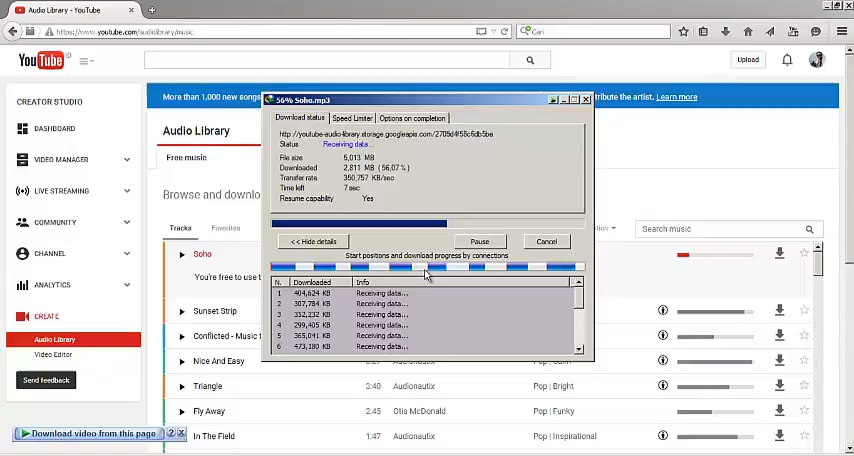 Audio Library - YouTube
https://www.youtube.com/audiolibrary/music
Cari
YouTube ID
Upload
CREATOR STUDIO
DASHBOARD
VIDEO MANAGER
LIVE STREAMING
COMMUNITY
CHANNEL
ANALYTICS
CREATE
Audio Library
Video Editor
Send feedback
Download video from this page
?
More than 1,000 new songs
tribute the artist. Learn more
Audio Library
Free music
Browse and downlo
Tracks
Favorites
Search music
Soho
You're free to use t
Sunset Strip
Conflicted - Music t
Nice And Easy
Triangle 3:40 Audionautix Pop | Bright
Fly Away 2:45 Otis McDonald Pop | Funky
In The Field 1:47 Audionautix Pop | Inspirational
56% Soho.mp3
Download status
Speed Limiter
Options on completion
http://youtube-audio-library.storage.googleapis.com/2709d4f58c6db5be
Status Receiving data...
File size 5,013 MB
Downloaded 2,811 MB ( 56,07 % )
Transfer rate 350,757 KB/sec
Time left 7 sec
Resume capability Yes
<< Hide details
Pause
Cancel
Start positions and download progress by connections
N. Downloaded Info
1 404,624 KB Receiving data...
2 307,784 KB Receiving data...
3 352,232 KB Receiving data...
4 299,405 KB Receiving data...
5 365,041 KB Receiving data...
6 473,180 KB Receiving data...